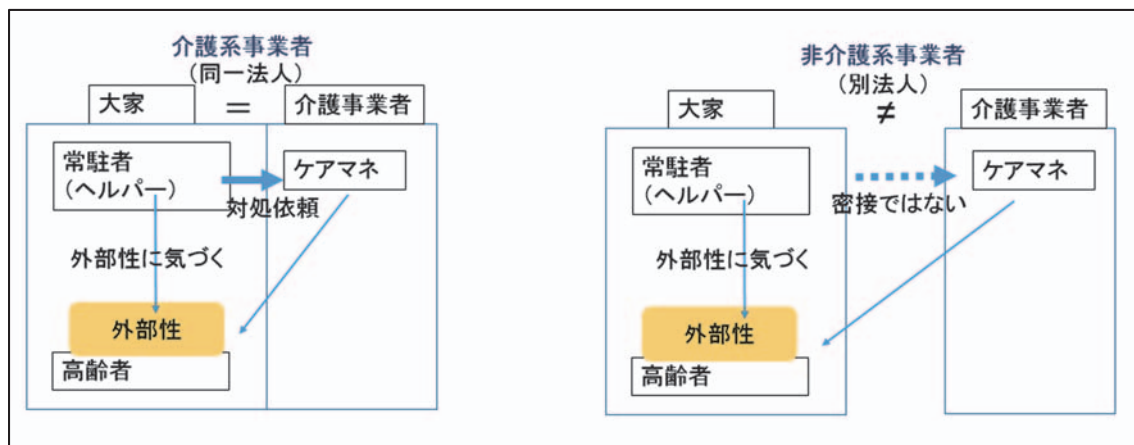 介護系事業者
(同一法人)
大家
=
介護事業者
常駐者
(ヘルパー)
ケアマネ
対処依頼
外部性に気づく
外部性
高齢者
非介護系事業者
(別法人)
大家
≠
介護事業者
常駐者
(ヘルパー)
ケアマネ
密接ではない
外部性に気づく
外部性
高齢者